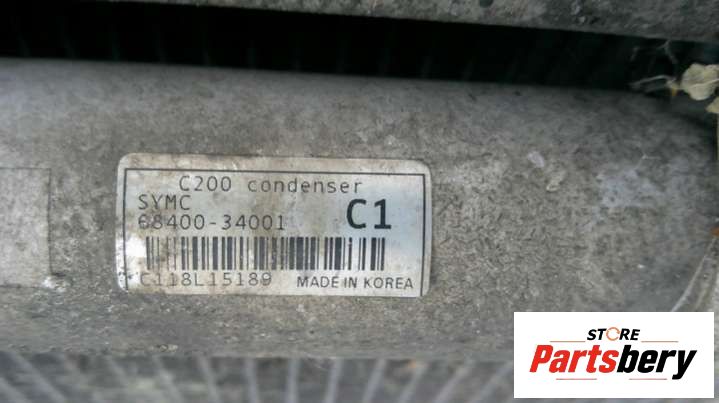 C200 condenser
SYMC
68400-34001
C1
C118L15189
MADE IN KOREA
STORE
Partsbery